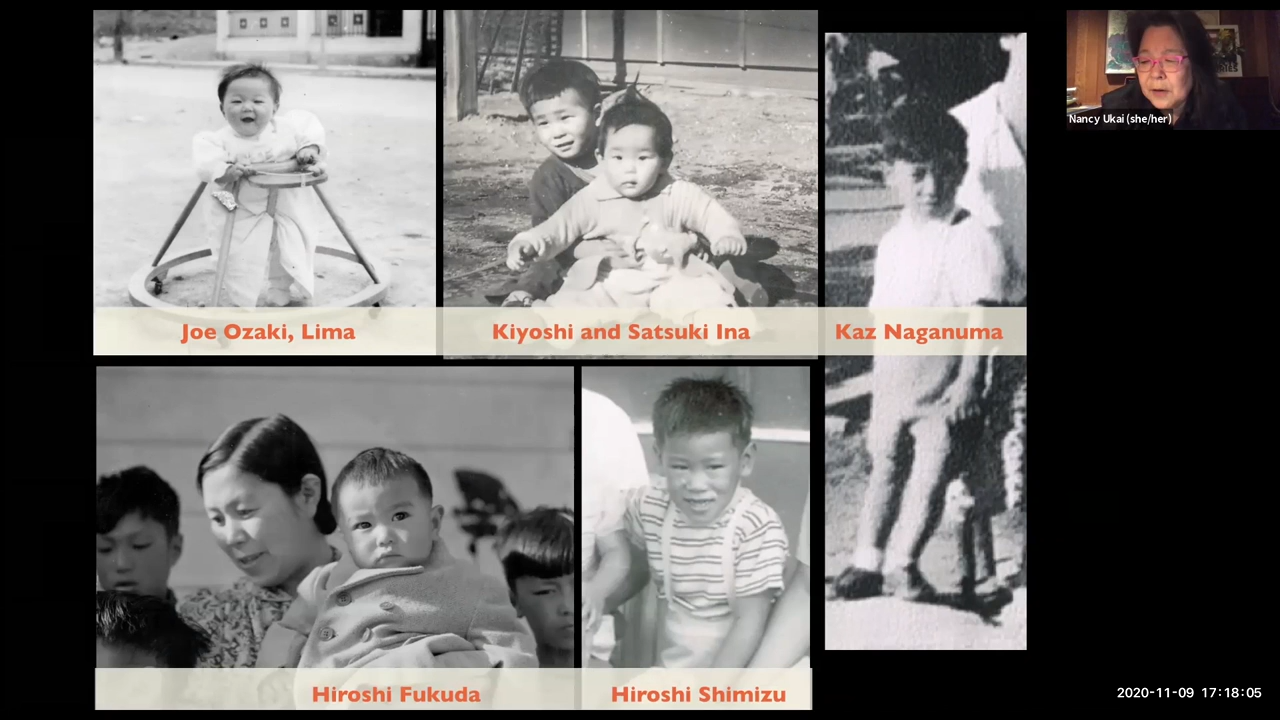 Nancy Ukai (she/her)
Joe Ozaki, Lima
Kiyoshi and Satsuki Ina
Kaz Naganuma
Hiroshi Fukuda
Hiroshi Shimizu
2020-11-09 17:18:05